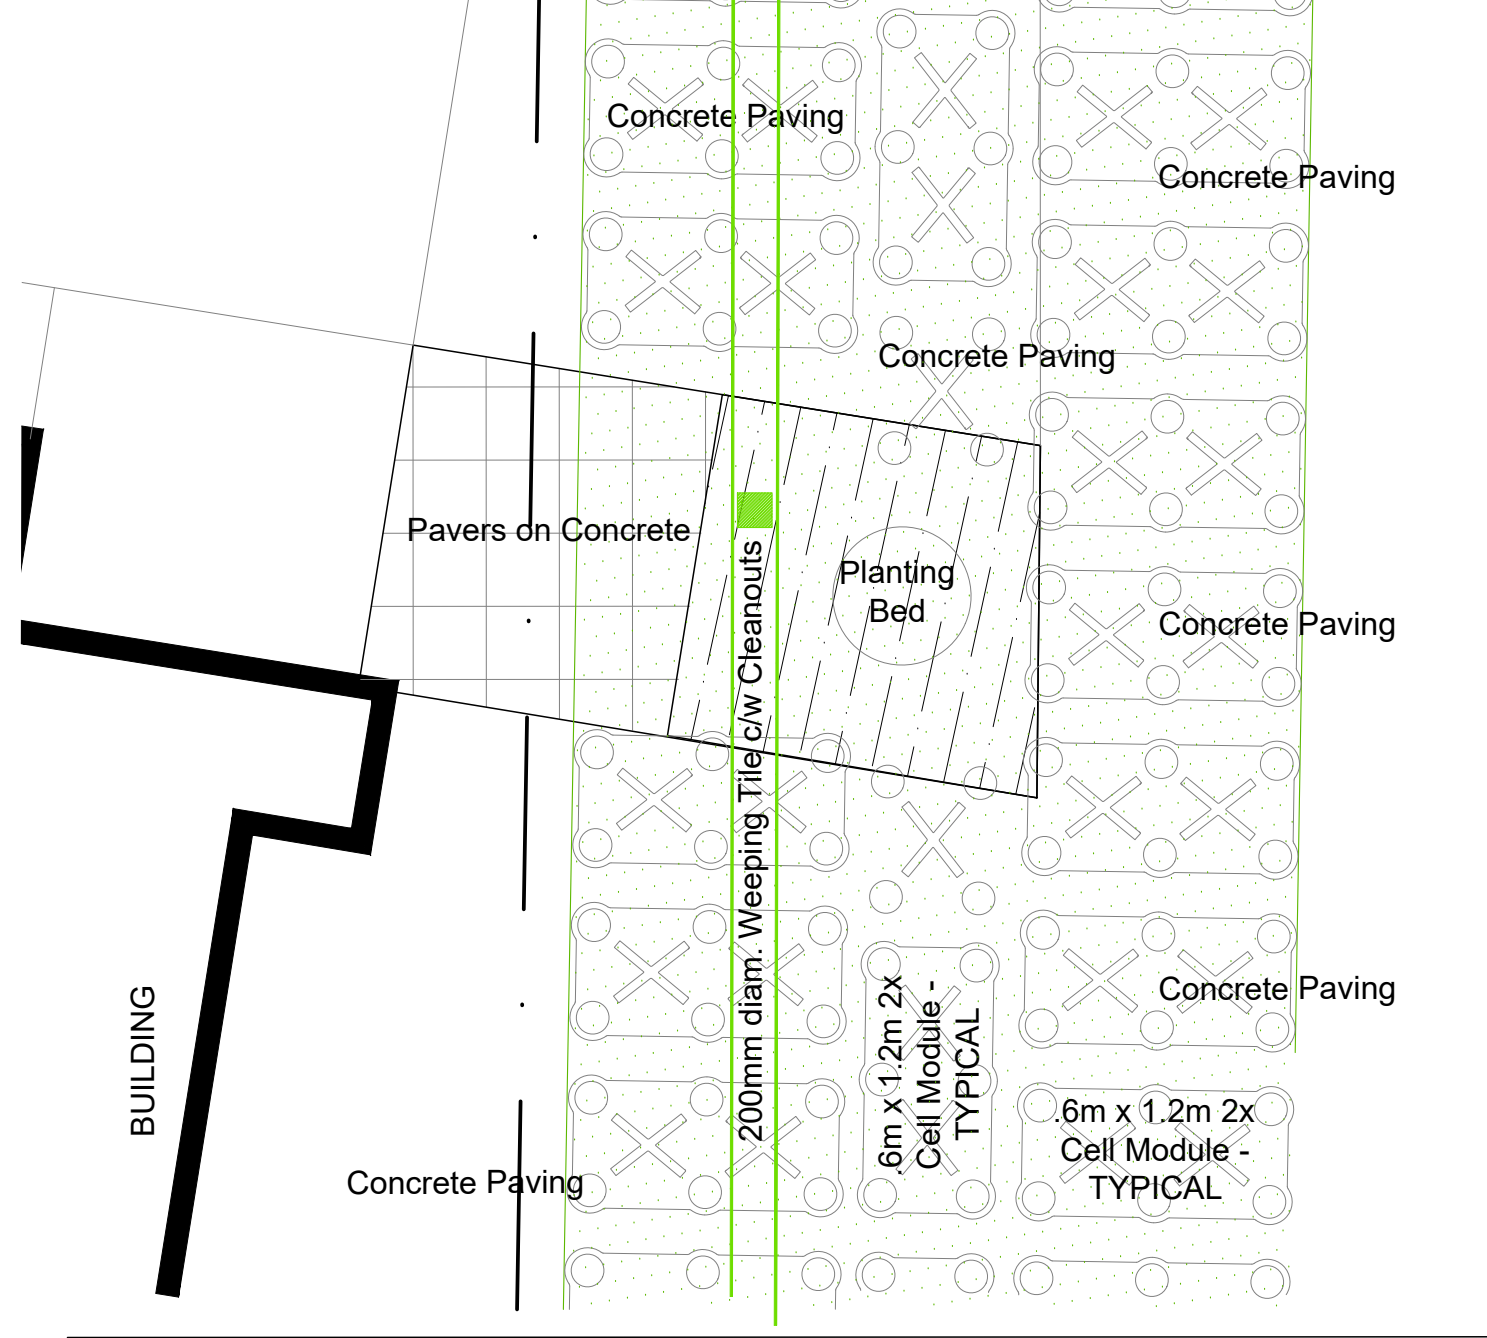 Concrete Paving
Concrete Paving
Concrete Paving
Pavers on Concrete
Planting
Bed
200mm diam. Weeping Tile c/w Cleanouts
Concrete Paving
Concrete Paving
BUILDING
.6m x 1.2m 2x
Cell Module -
TYPICAL
.6m x 1.2m 2x
Cell Module -
TYPICAL
Concrete Paving